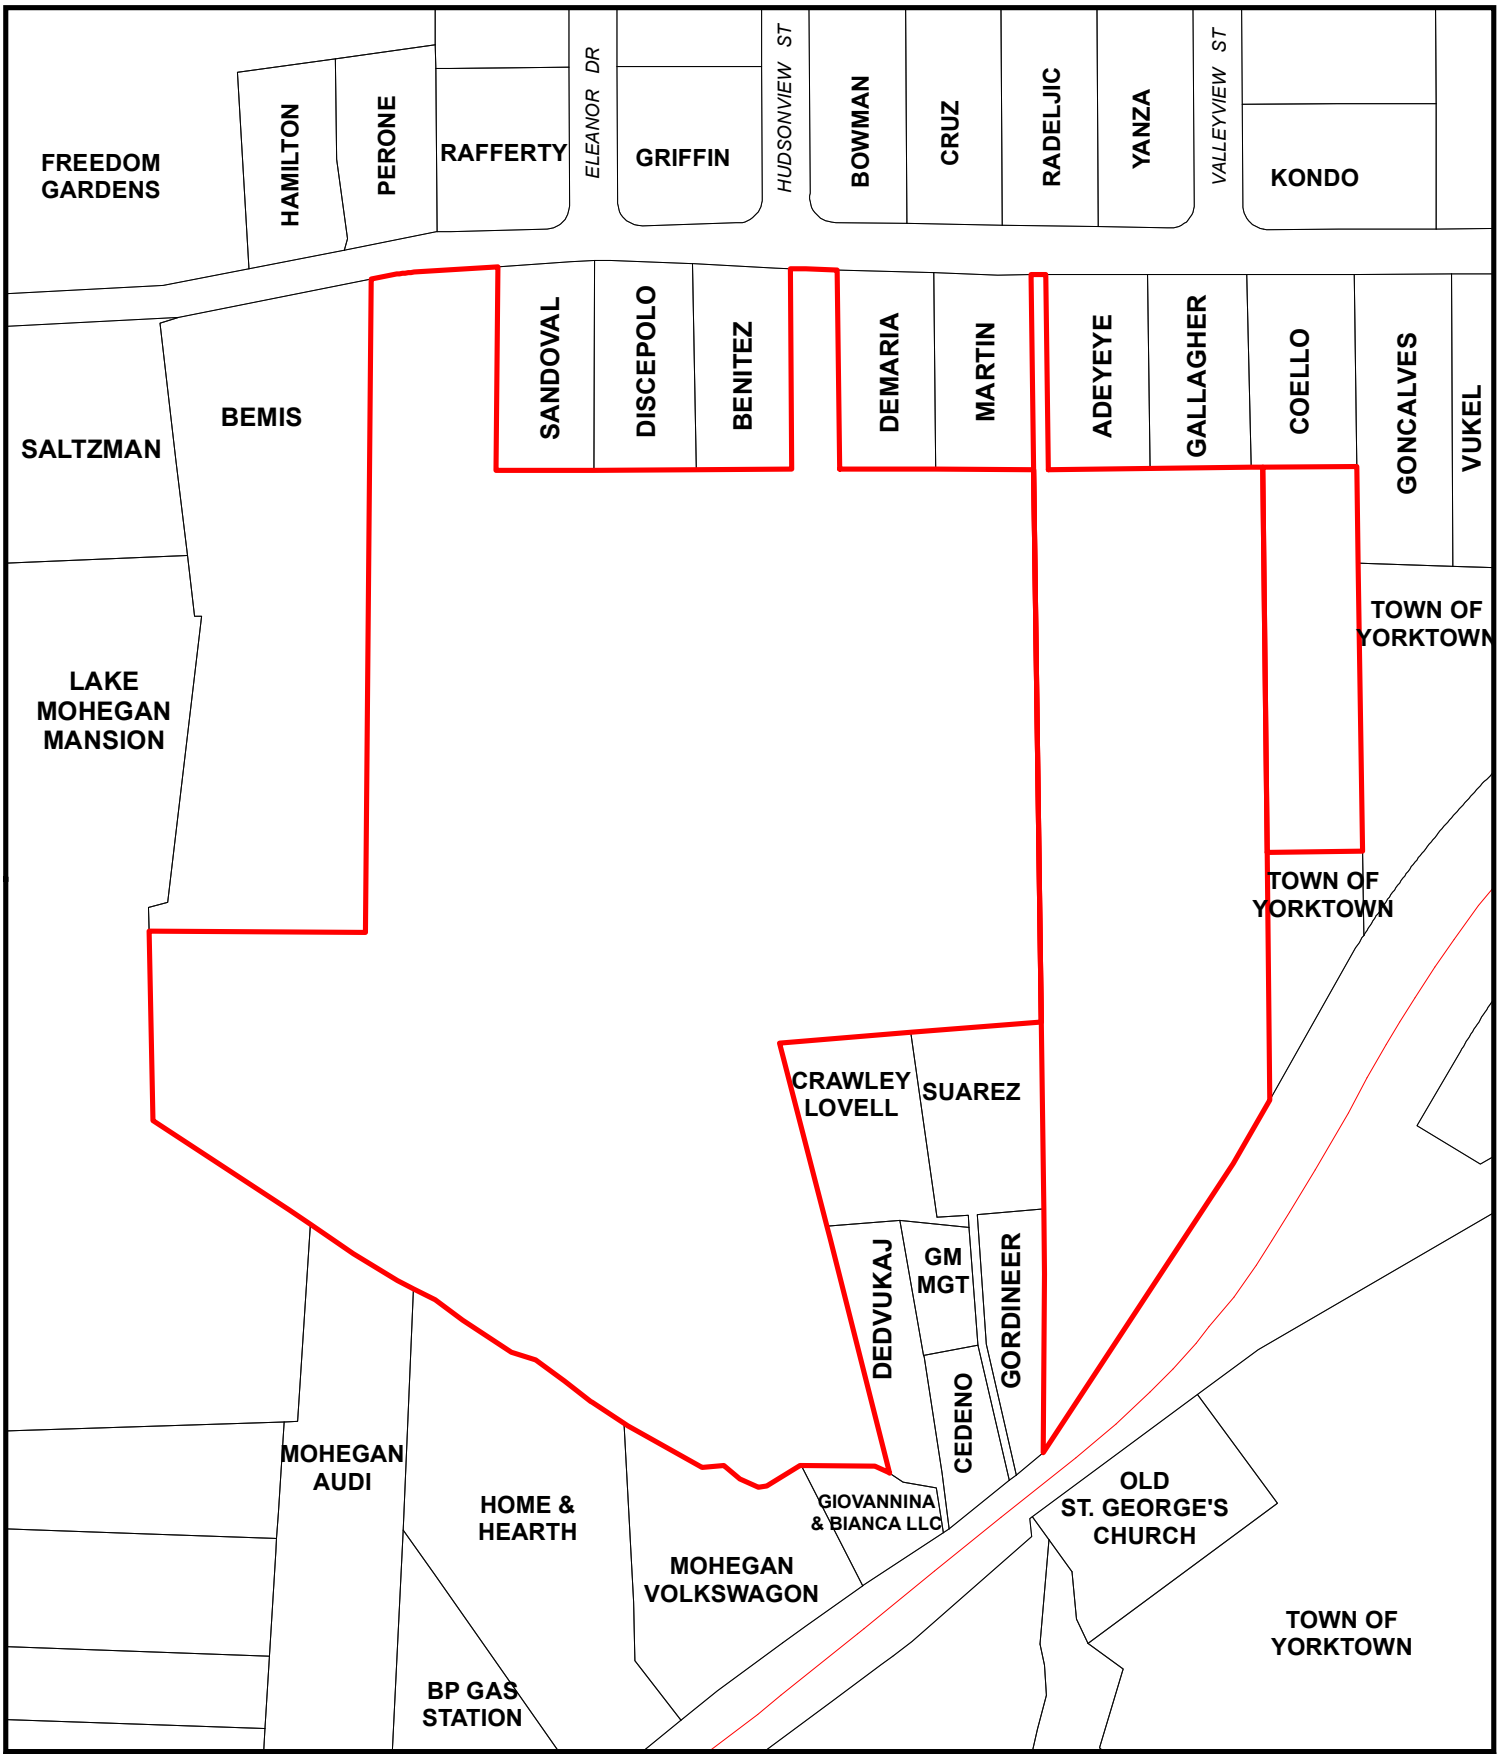 ELEANOR DR
HUDSONVIEW ST
VALLEYVIEW ST
FREEDOM
GARDENS
HAMILTON
PERONE
RAFFERTY
GRIFFIN
BOWMAN
CRUZ
RADELJIC
YANZA
KONDO
SALTZMAN
BEMIS
SANDOVAL
DISCEPOLO
BENITEZ
DEMARIA
MARTIN
ADEYEYE
GALLAGHER
COELLO
GONCALVES
VUKEL
LAKE
MOHEGAN
MANSION
TOWN OF
YORKTOWN
TOWN OF
YORKTOWN
CRAWLEY
LOVELL
SUAREZ
DEDVUKAJ
GM
MGT
GORDINEER
CEDENO
MOHEGAN
AUDI
HOME &
HEARTH
GIOVANNINA
& BIANCA LLC
MOHEGAN
VOLKSWAGON
OLD
ST. GEORGE'S
CHURCH
BP GAS
STATION
TOWN OF
YORKTOWN